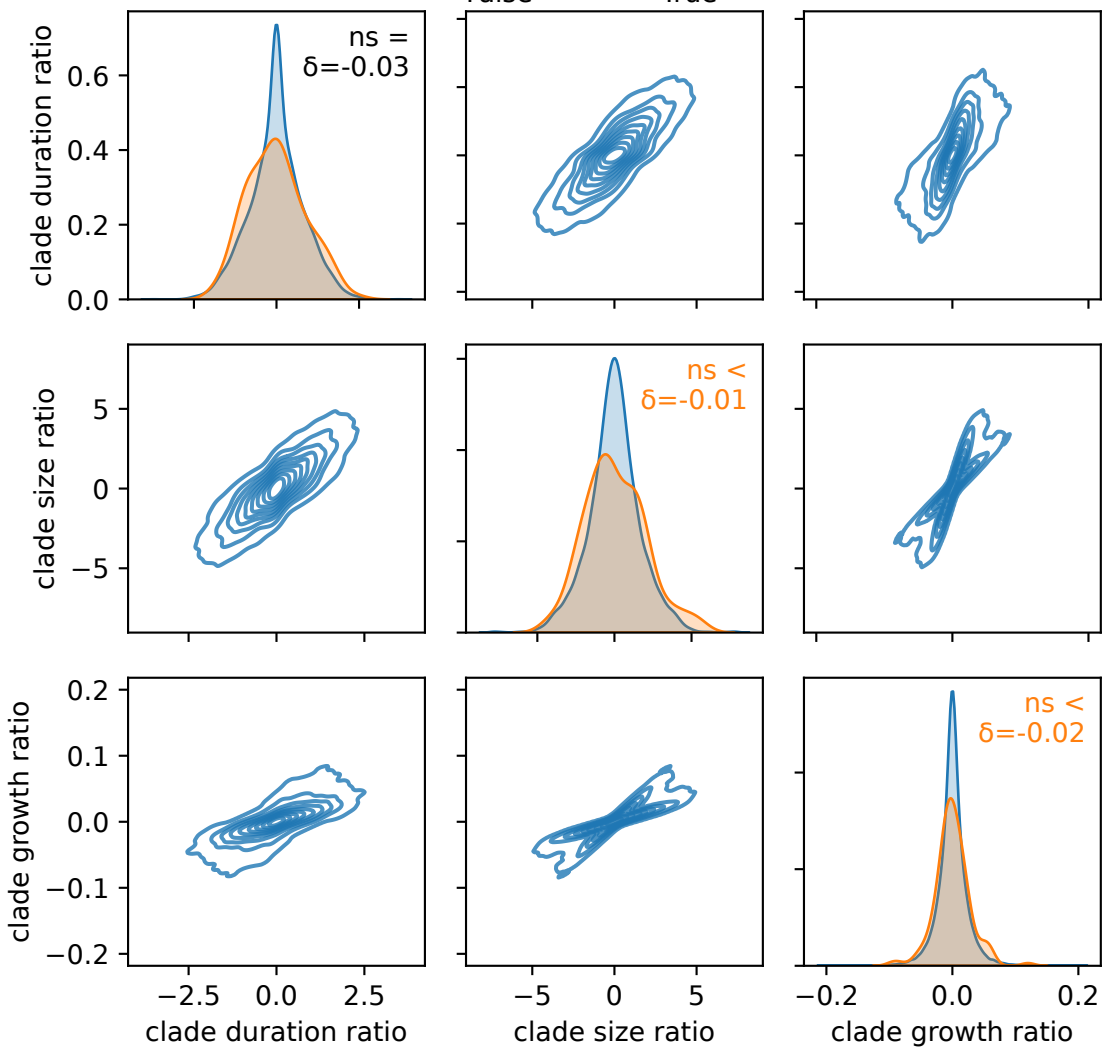 clade duration ratio
0.6
0.4
0.2
0.0
ns =
δ=-0.03
clade size ratio
5
0
−5
ns <
δ=-0.01
clade growth ratio
0.2
0.1
0.0
−0.1
−0.2
ns <
δ=-0.02
−2.5 0.0 2.5
clade duration ratio
−5 0 5
clade size ratio
−0.2 0.0 0.2
clade growth ratio